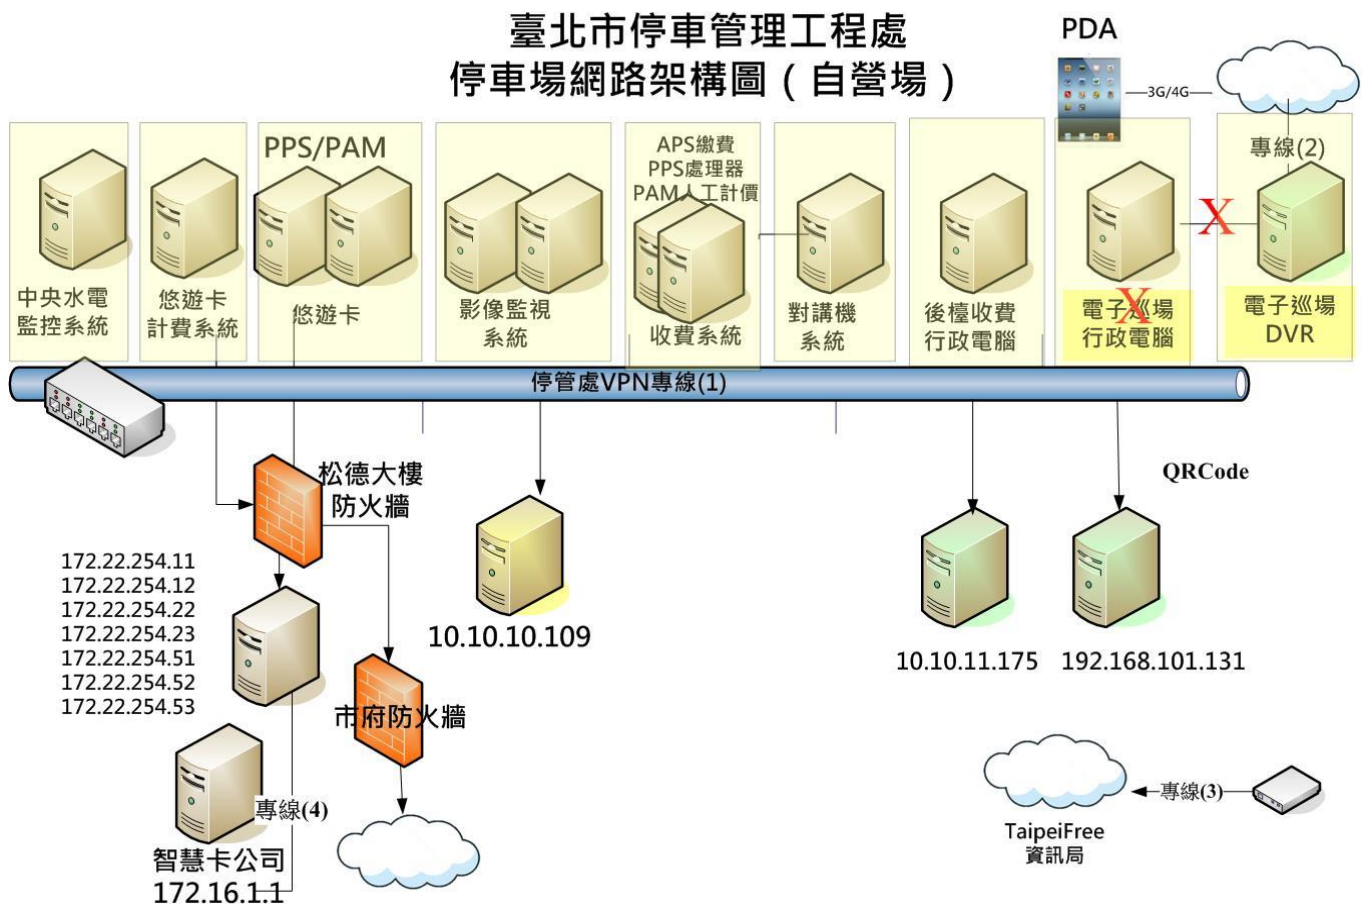 臺北市停車管理工程處
停車場網路架構圖（自營場）
PDA
3G/4G
PPS/PAM
APS繳費
PPS處理器
PAM人工計價
專線(2)
X
中央水電
監控系統
悠遊卡
計費系統
悠遊卡
影像監視
系統
收費系統
對講機
系統
後檯收費
行政電腦
電子巡場
行政電腦
X
電子巡場
DVR
停管處VPN專線(1)
松德大樓
防火牆
QRCode
172.22.254.11
172.22.254.12
172.22.254.22
172.22.254.23
172.22.254.51
172.22.254.52
172.22.254.53
10.10.10.109
10.10.11.175
192.168.101.131
市府防火牆
專線(4)
智慧卡公司
172.16.1.1
專線(3)
TaipeiFree
資訊局